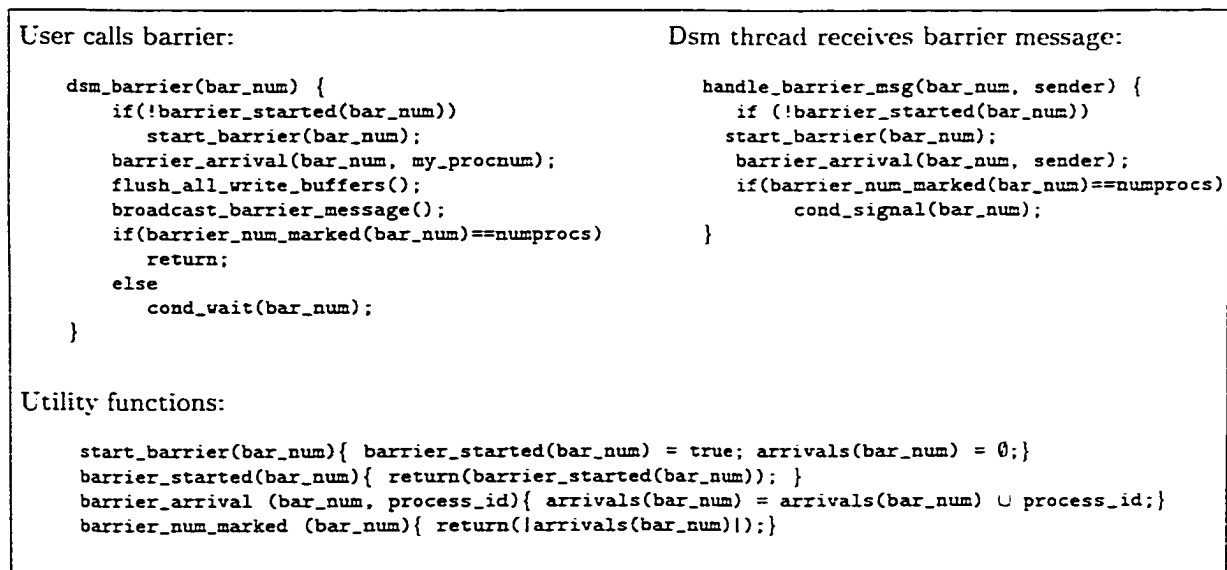 User calls barrier:
dsm_barrier(bar_num) {
if(!barrier_started(bar_num))
start_barrier(bar_num);
barrier_arrival(bar_num, my_procnum);
flush_all_write_buffers();
broadcast_barrier_message();
if(barrier_num_marked(bar_num)==numprocs)
return;
else
cond_wait(bar_num);
}
Dsm thread receives barrier message:
handle_barrier_msg(bar_num, sender) {
if (!barrier_started(bar_num))
start_barrier(bar_num);
barrier_arrival(bar_num, sender);
if(barrier_num_marked(bar_num)==numprocs)
cond_signal(bar_num);
}
Utility functions:
start_barrier(bar_num){ barrier_started(bar_num) = true; arrivals(bar_num) = ∅;}
barrier_started(bar_num){ return(barrier_started(bar_num)); }
barrier_arrival (bar_num, process_id){ arrivals(bar_num) = arrivals(bar_num) ∪ process_id;}
barrier_num_marked (bar_num){ return(|arrivals(bar_num)|);}